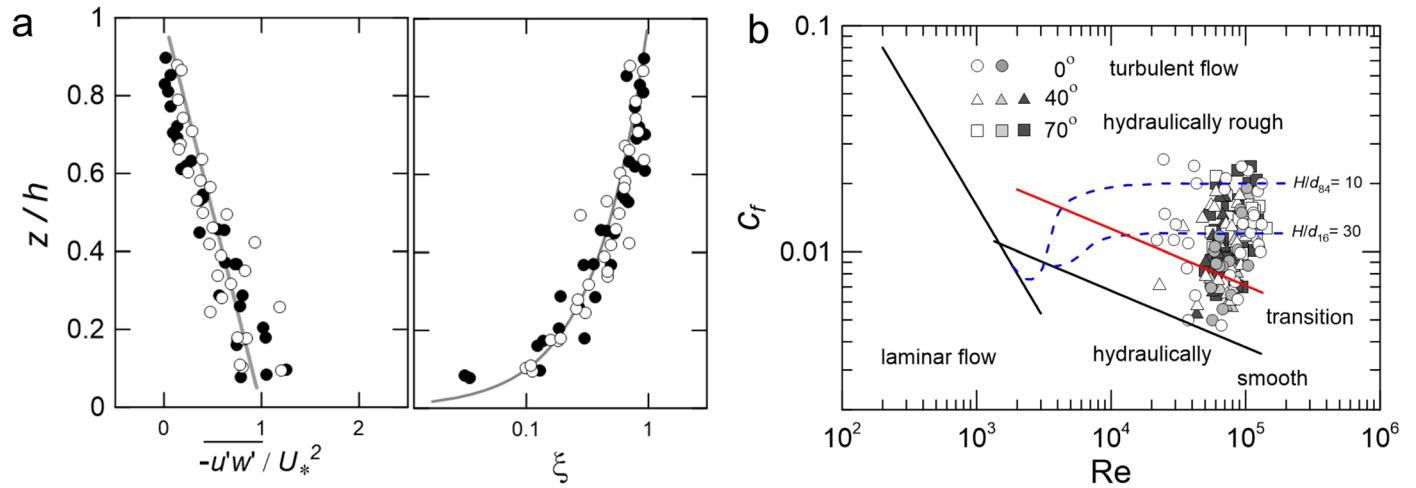 a
1
0.8
0.6
0.4
0.2
0
z / h
0
1
2
-u'w' / U*²
0.1
1
ξ
b
0.1
0.01
c_f
0°
40°
70°
turbulent flow
hydraulically rough
H/d₈₄= 10
H/d₁₆= 30
transition
laminar flow
hydraulically
smooth
10²
10³
10⁴
10⁵
10⁶
Re